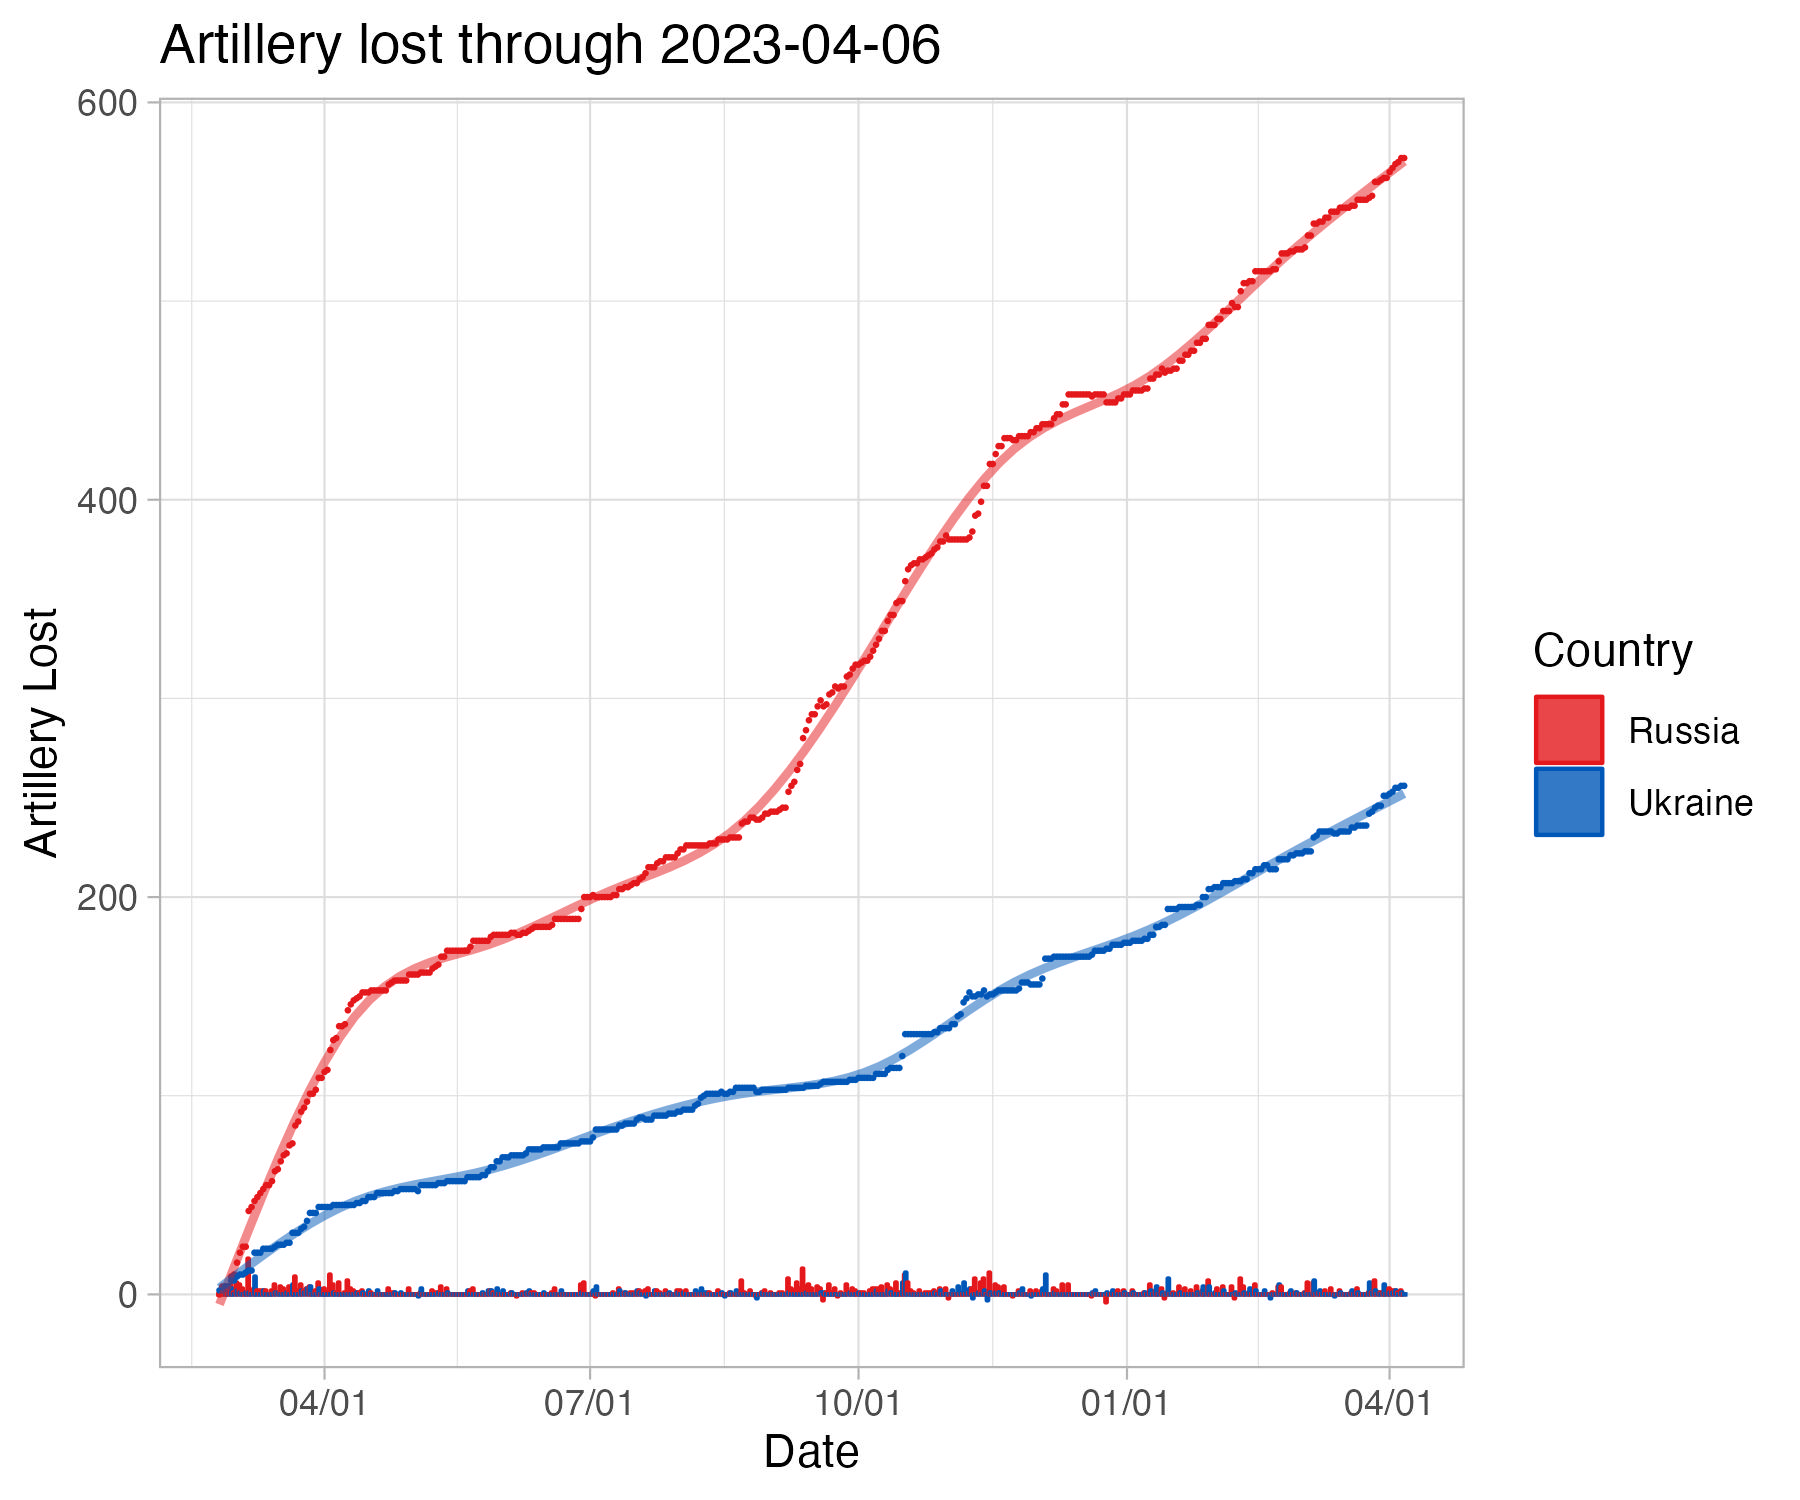 Artillery lost through 2023-04-06
600
400
200
0
Artillery Lost
04/01
07/01
10/01
01/01
04/01
Date
Country
Russia
Ukraine